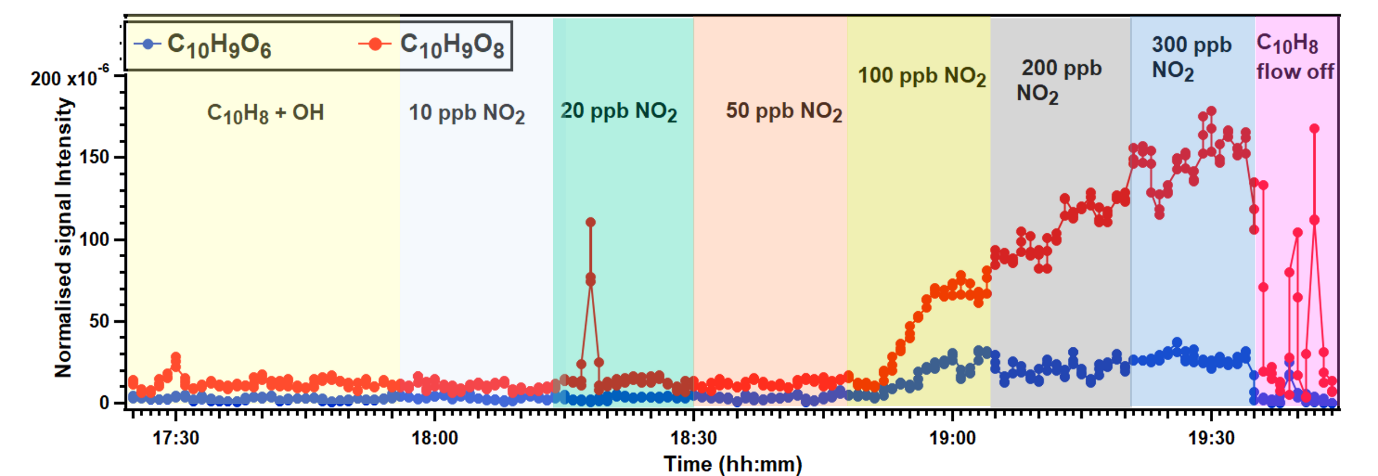 C₁₀H₉O₆ C₁₀H₉O₈
200 x10⁻⁶
150
100
50
0
Normalised signal Intensity
C₁₀H₈ + OH
10 ppb NO₂
20 ppb NO₂
50 ppb NO₂
100 ppb NO₂
200 ppb
NO₂
300 ppb
NO₂
C₁₀H₈
flow off
17:30 18:00 18:30 19:00 19:30
Time (hh:mm)